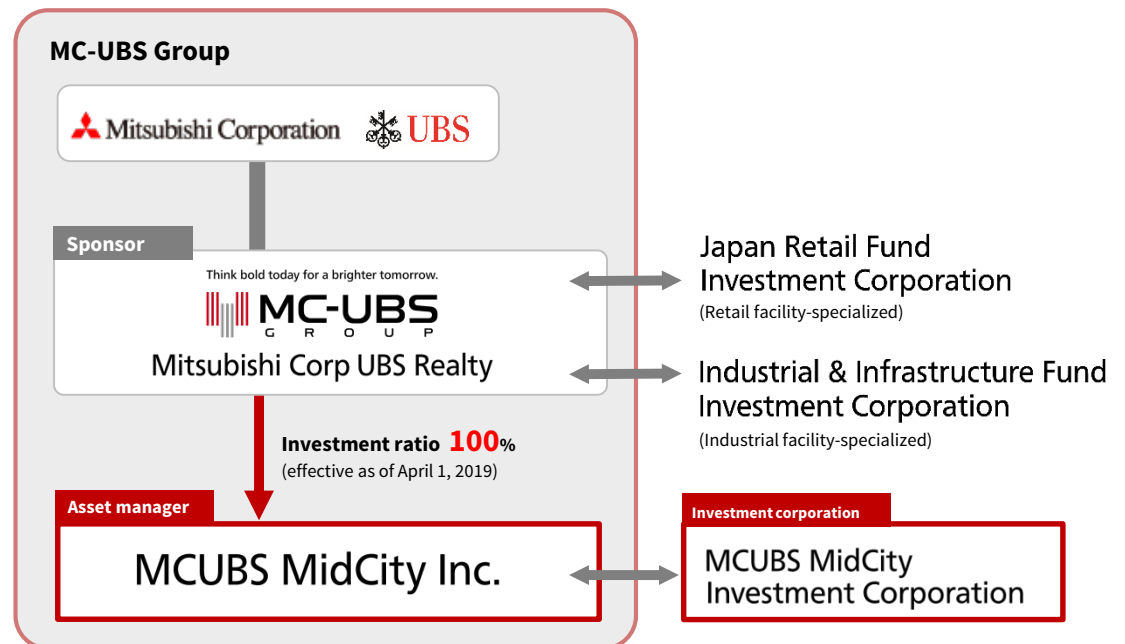 MC-UBS Group
Mitsubishi Corporation UBS
Sponsor
Think bold today for a brighter tomorrow.
MC-UBS
GROUP
Mitsubishi Corp UBS Realty
Japan Retail Fund
Investment Corporation
(Retail facility-specialized)
Industrial & Infrastructure Fund
Investment Corporation
(Industrial facility-specialized)
Investment ratio 100%
(effective as of April 1, 2019)
Asset manager
MCUBS MidCity Inc.
Investment corporation
MCUBS MidCity
Investment Corporation